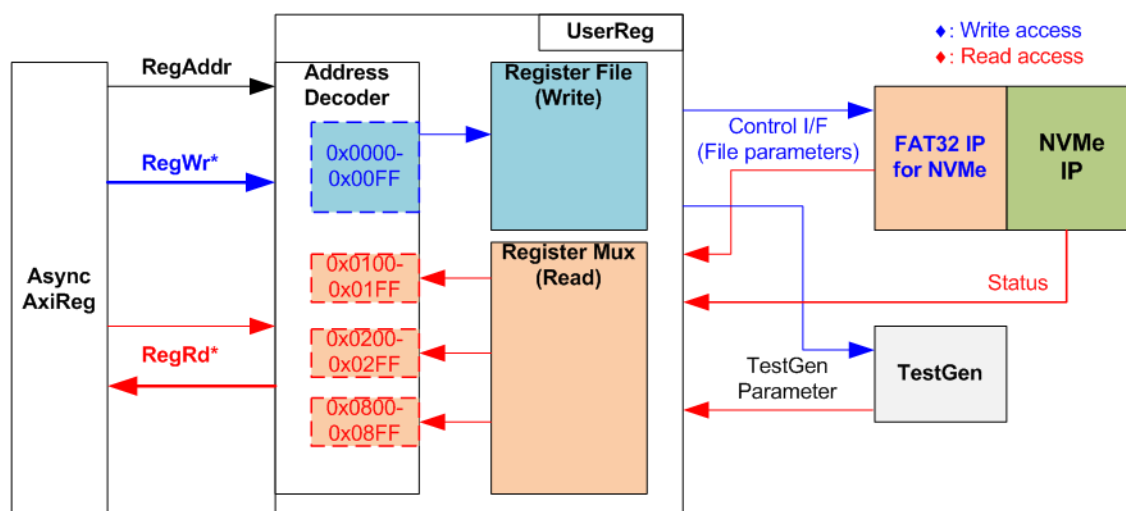 UserReg
♦: Write access
♦: Read access
Async
AxiReg
RegAddr
RegWr*
RegRd*
Address
Decoder
0x0000-
0x00FF
0x0100-
0x01FF
0x0200-
0x02FF
0x0800-
0x08FF
Register File
(Write)
Register Mux
(Read)
Control I/F
(File parameters)
FAT32 IP
for NVMe
NVMe
IP
Status
TestGen
Parameter
TestGen